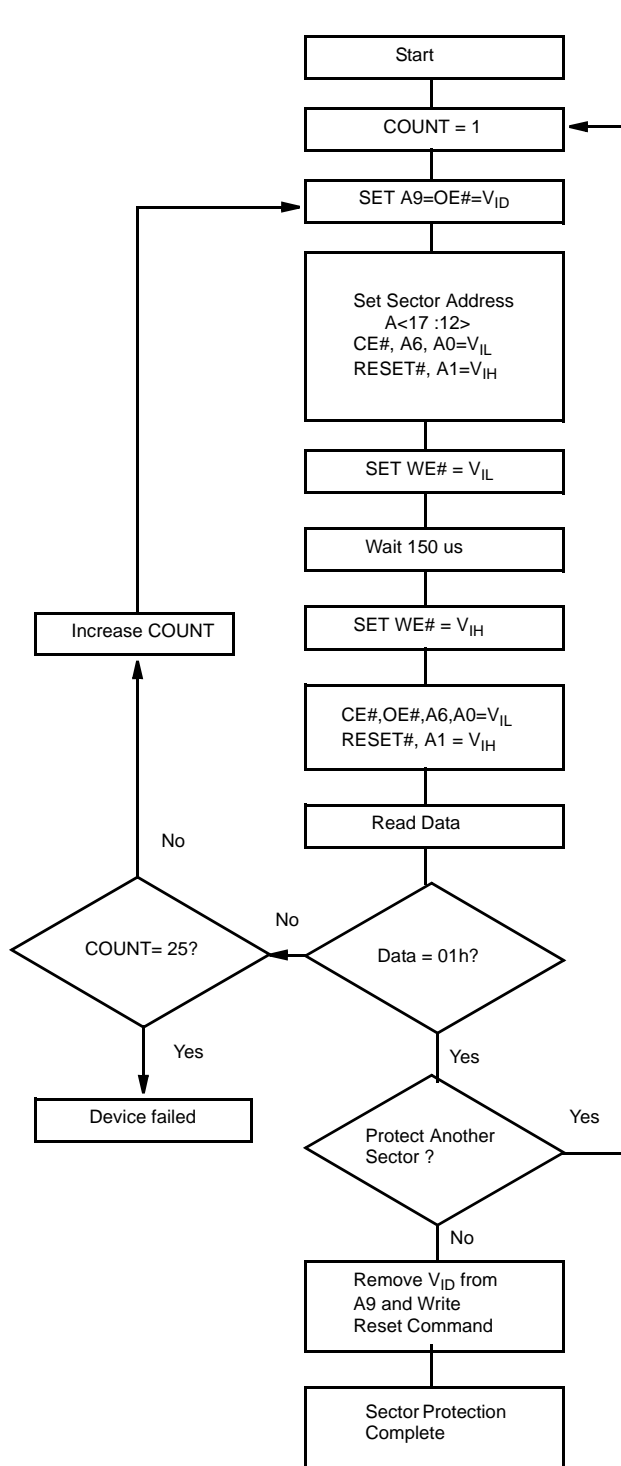 Start
COUNT = 1
SET A9=OE#=VID
Set Sector Address
A<17 :12>
CE#, A6, A0=VIL
RESET#, A1=VIH
SET WE# = VIL
Wait 150 us
Increase COUNT
SET WE# = VIH
CE#,OE#,A6,A0=VIL
RESET#, A1 = VIH
Read Data
No
COUNT= 25?
No
Data = 01h?
Yes
Device failed
Yes
Protect Another
Sector ?
Yes
No
Remove VID from
A9 and Write
Reset Command
Sector Protection
Complete